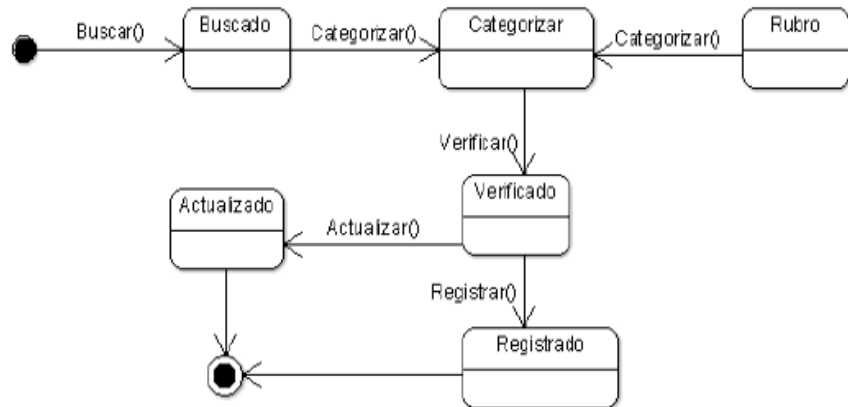 Buscar()
Buscado
Categorizar()
Categorizar
Categorizar()
Rubro
Verificar()
Verificado
Actualizado
Actualizar()
Registrar()
Registrado